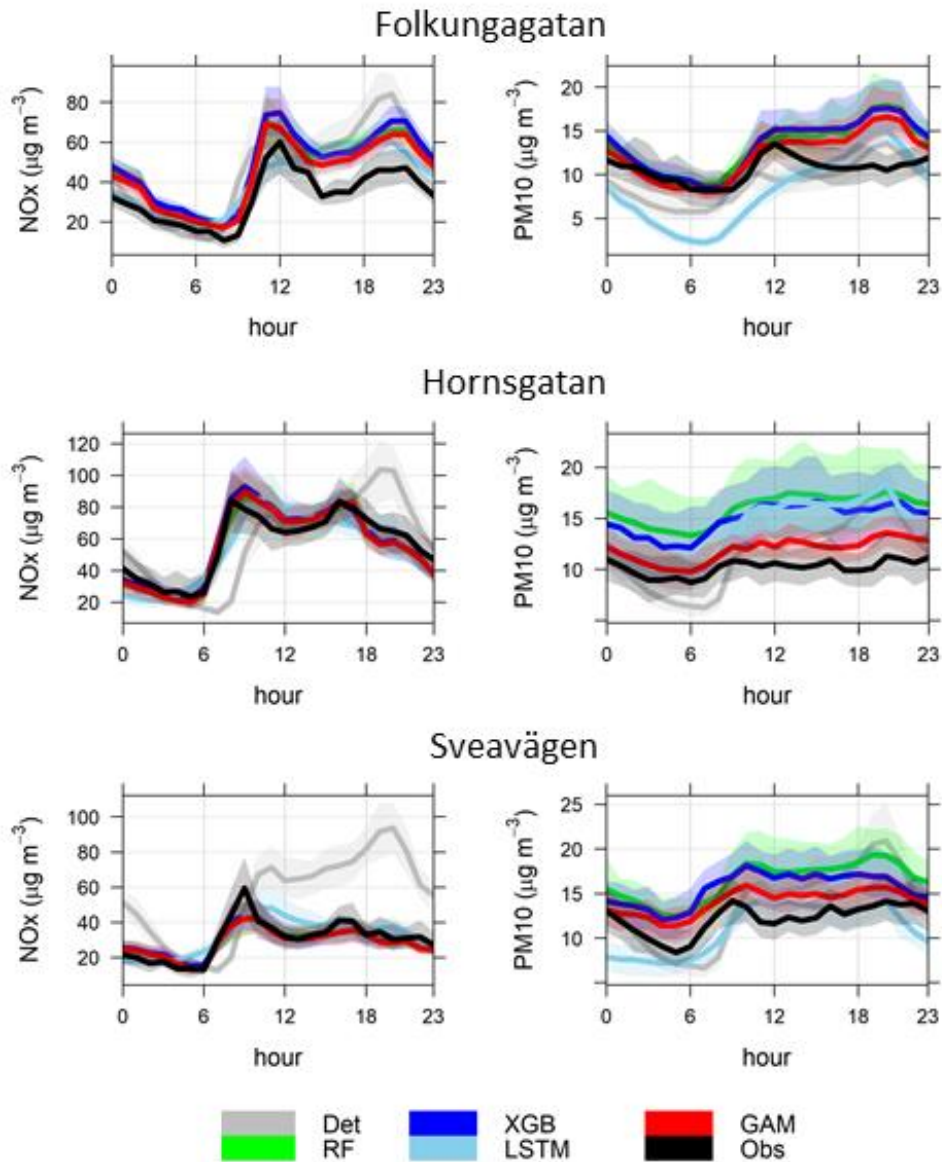 Folkungagatan
NOx (µg m⁻³)
80
60
40
20
0 6 12 18 23
hour
PM10 (µg m⁻³)
20
15
10
5
0 6 12 18 23
hour
Hornsgatan
NOx (µg m⁻³)
120
100
80
60
40
20
0 6 12 18 23
hour
PM10 (µg m⁻³)
20
15
10
0 6 12 18 23
hour
Sveavägen
NOx (µg m⁻³)
100
80
60
40
20
0 6 12 18 23
hour
PM10 (µg m⁻³)
25
20
15
10
0 6 12 18 23
hour
Det XGB GAM
RF LSTM Obs